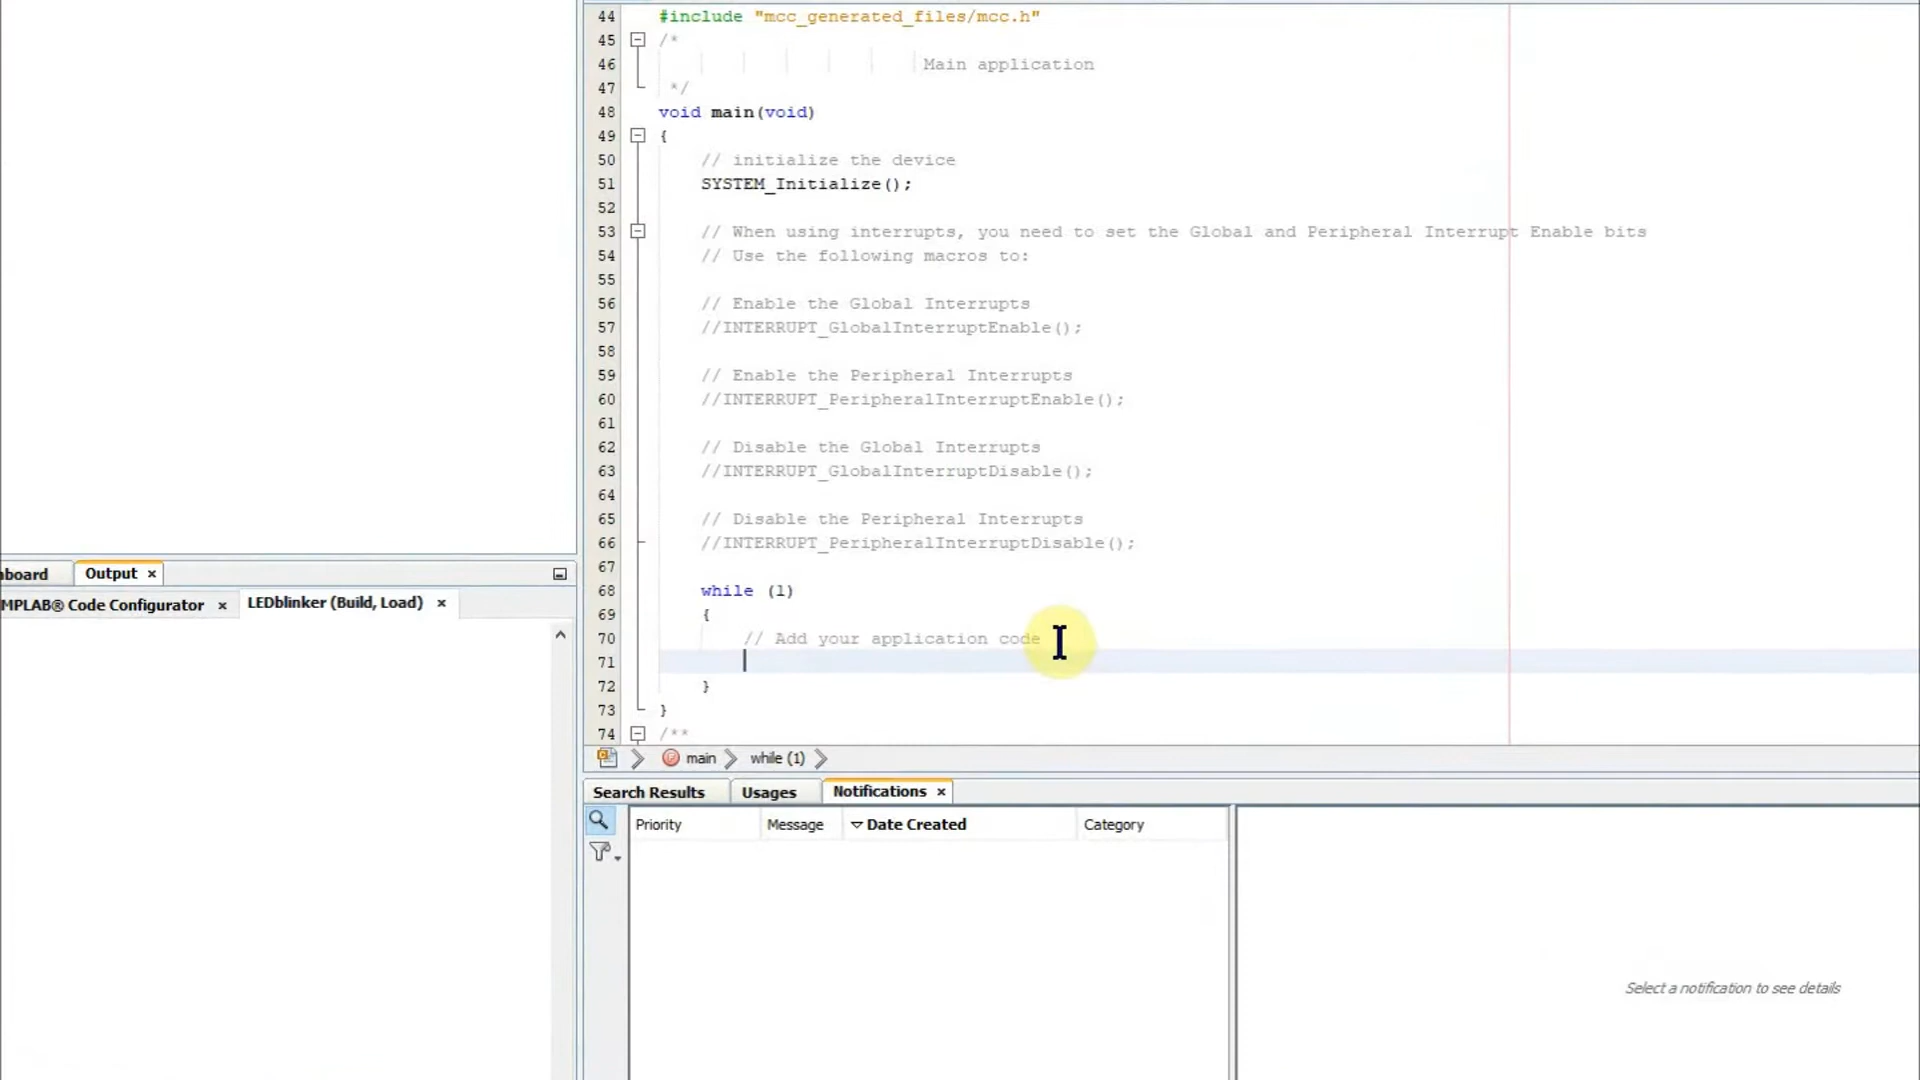 44 #include "mcc_generated_files/mcc.h"
45 /*
46 Main application
47 */
48 void main(void)
49 {
50 // initialize the device
51 SYSTEM_Initialize();
52
53 // When using interrupts, you need to set the Global and Peripheral Interrupt Enable bits
54 // Use the following macros to:
55
56 // Enable the Global Interrupts
57 //INTERRUPT_GlobalInterruptEnable();
58
59 // Enable the Peripheral Interrupts
60 //INTERRUPT_PeripheralInterruptEnable();
61
62 // Disable the Global Interrupts
63 //INTERRUPT_GlobalInterruptDisable();
64
65 // Disable the Peripheral Interrupts
66 //INTERRUPT_PeripheralInterruptDisable();
67
68 while (1)
69 {
70 // Add your application code
71
72 }
73 }
74 /**
main while (1)
board Output ×
MPLAB® Code Configurator × LEDblinker (Build, Load) ×
Search Results Usages Notifications ×
Priority Message Date Created Category
Select a notification to see details